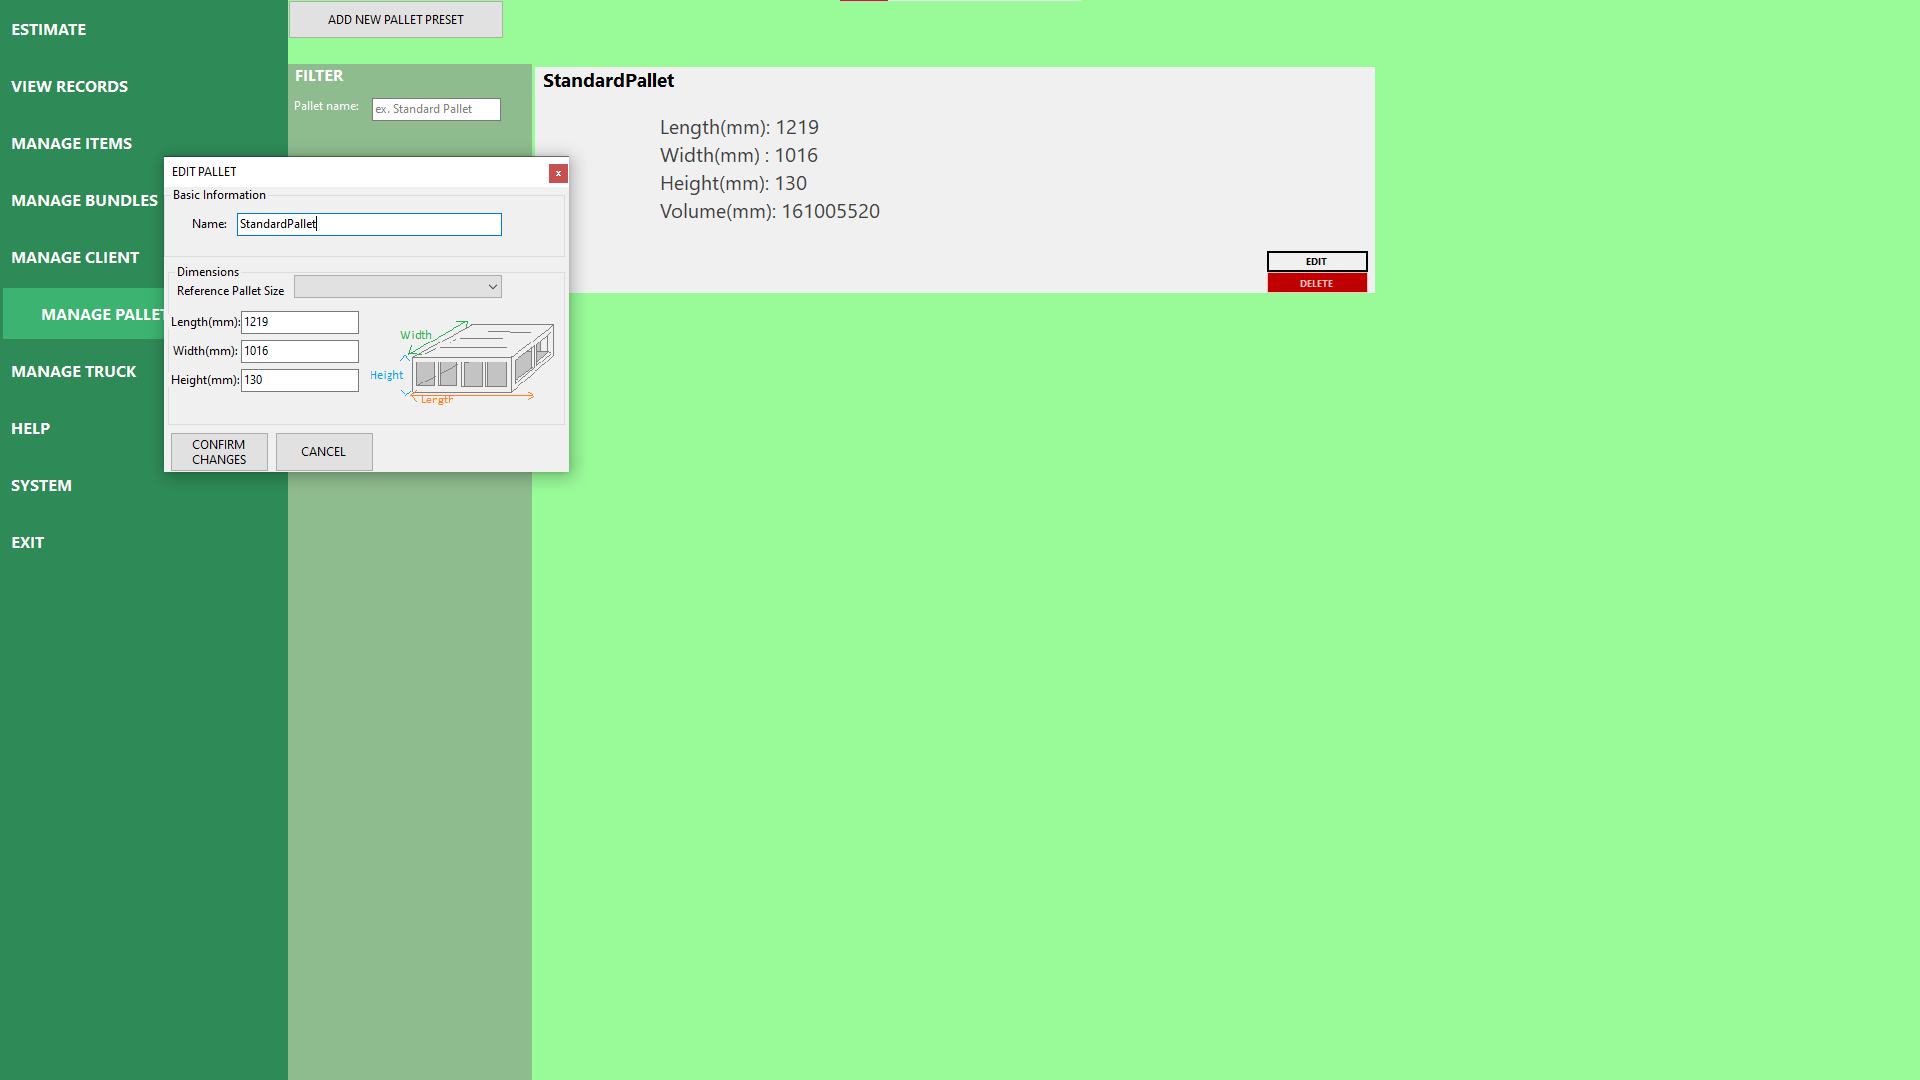 ESTIMATE
VIEW RECORDS
MANAGE ITEMS
MANAGE BUNDLES
MANAGE CLIENT
MANAGE PALLET
MANAGE TRUCK
HELP
SYSTEM
EXIT
ADD NEW PALLET PRESET
FILTER
Pallet name: ex. Standard Pallet
StandardPallet
Length(mm): 1219
Width(mm) : 1016
Height(mm): 130
Volume(mm): 161005520
EDIT
DELETE
EDIT PALLET
x
Basic Information
Name: StandardPallet
Dimensions
Reference Pallet Size
Length(mm): 1219
Width(mm): 1016
Height(mm): 130
Width
Height
Length
CONFIRM
CHANGES
CANCEL